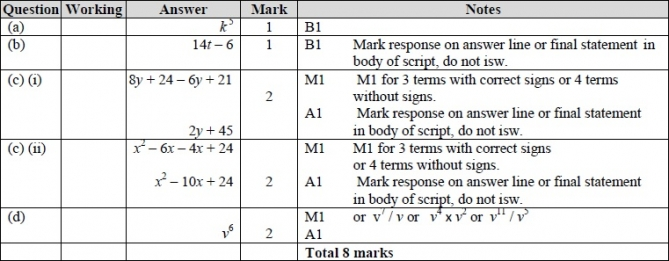 Question Working Answer Mark Notes
(a) k⁵ 1 B1
(b) 14t – 6 1 B1 Mark response on answer line or final statement in
body of script, do not isw.
(c) (i) 8y + 24 – 6y + 21 M1 M1 for 3 terms with correct signs or 4 terms
2 without signs.
A1 Mark response on answer line or final statement
2y + 45 in body of script, do not isw.
(c) (ii) x² – 6x – 4x + 24 M1 M1 for 3 terms with correct signs
or 4 terms without signs.
x² – 10x + 24 2 A1 Mark response on answer line or final statement
in body of script, do not isw.
(d) M1 or v⁷ / v or v⁴ x v² or v¹¹ / v⁵
v⁶ 2 A1
Total 8 marks